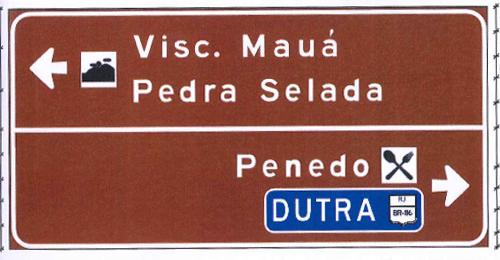 Visc. Mauá
Pedra Selada
Penedo
DUTRA RJ
BR-116